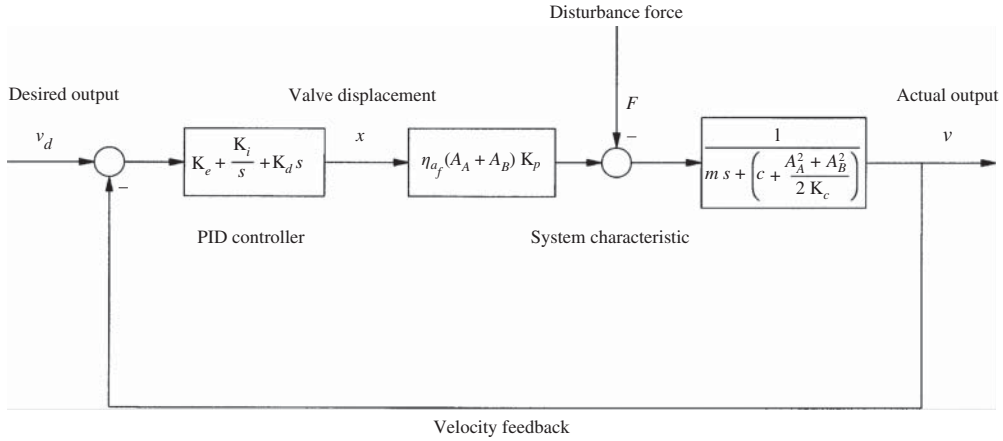 Disturbance force
Desired output
Valve displacement
F
Actual output
v_d
x
−
v
K_e + K_i/s + K_d s
η_{a_f}(A_A + A_B) K_p
1/(m s + (c + (A_A^2 + A_B^2)/(2 K_c)))
−
PID controller
System characteristic
Velocity feedback